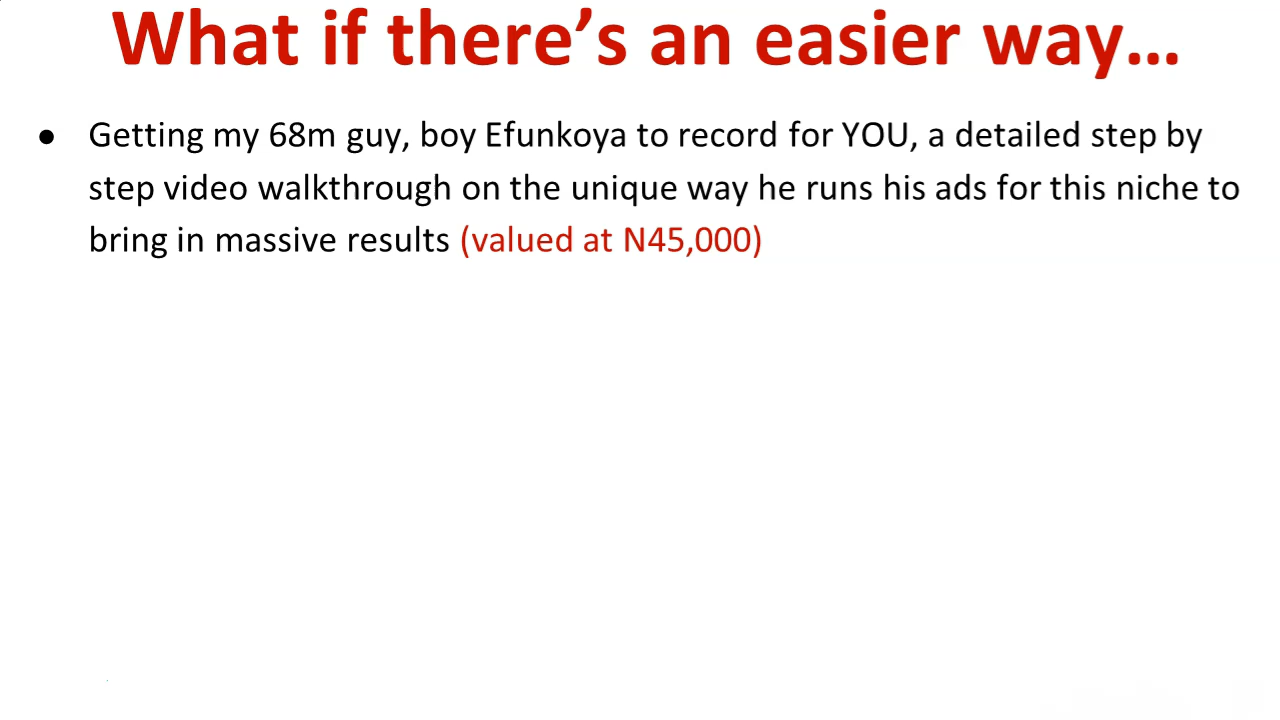 What if there’s an easier way…
● Getting my 68m guy, boy Efunkoya to record for YOU, a detailed step by
step video walkthrough on the unique way he runs his ads for this niche to
bring in massive results (valued at N45,000)